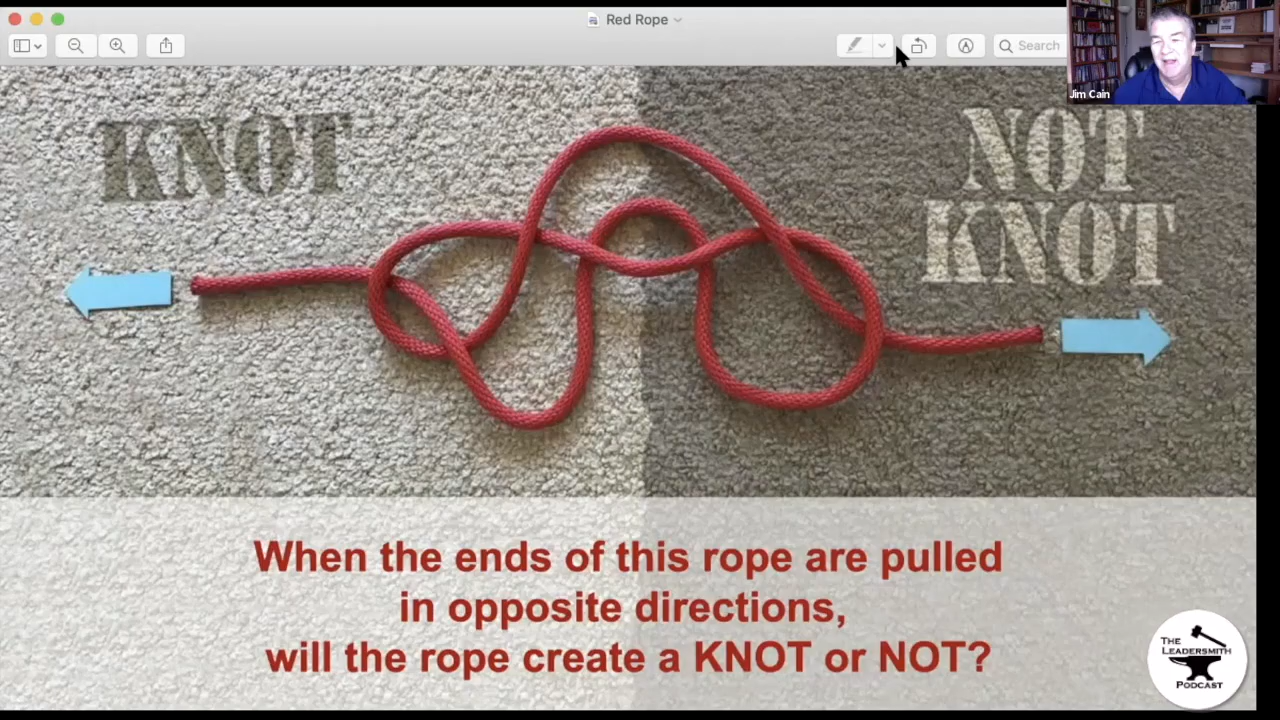 Red Rope
Search
Jim Cain
KNOT
NOT
KNOT
When the ends of this rope are pulled
in opposite directions,
will the rope create a KNOT or NOT?
THE
LEADERSMITH
PODCAST